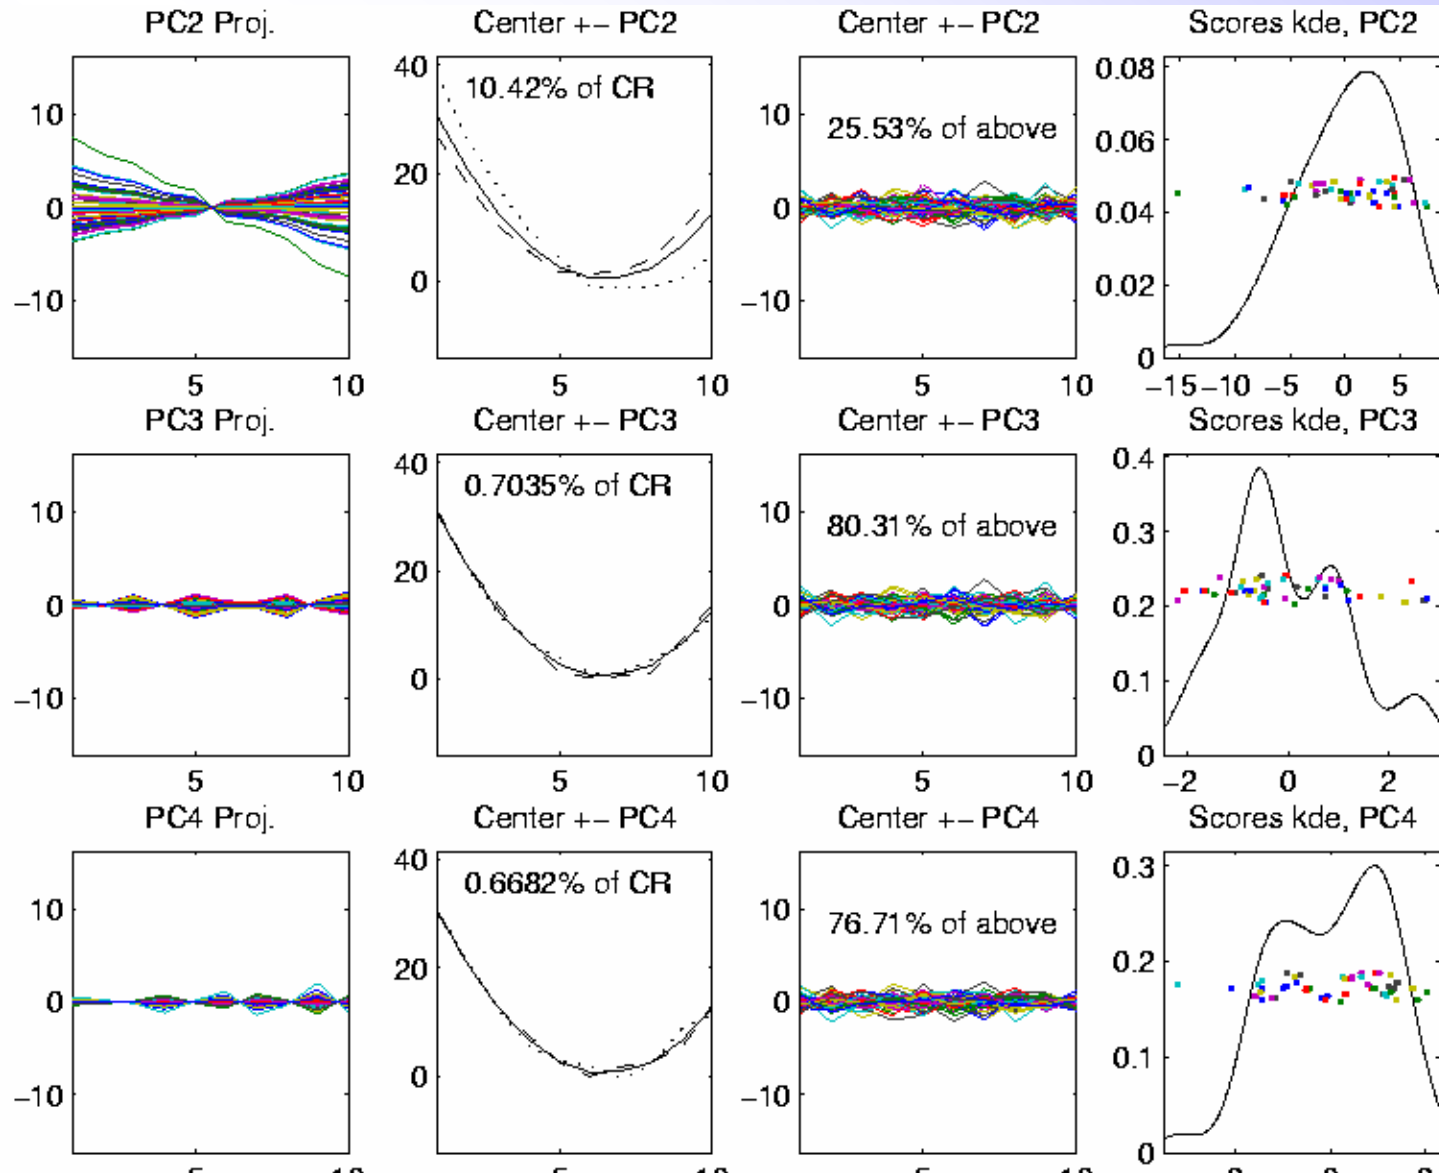 PC2 Proj. Center +− PC2 Center +− PC2 Scores kde, PC2
10 0 −10 5 10
10.42% of CR
40 20 0 5 10
25.53% of above
10 0 −10 5 10
0.08 0.06 0.04 0.02 0 −15 −10 −5 0 5
PC3 Proj. Center +− PC3 Center +− PC3 Scores kde, PC3
10 0 −10 5 10
0.7035% of CR
40 20 0 5 10
80.31% of above
10 0 −10 5 10
0.4 0.3 0.2 0.1 0 −2 0 2
PC4 Proj. Center +− PC4 Center +− PC4 Scores kde, PC4
10 0 −10
0.6682% of CR
40 20 0
76.71% of above
10 0 −10
0.3 0.2 0.1 0